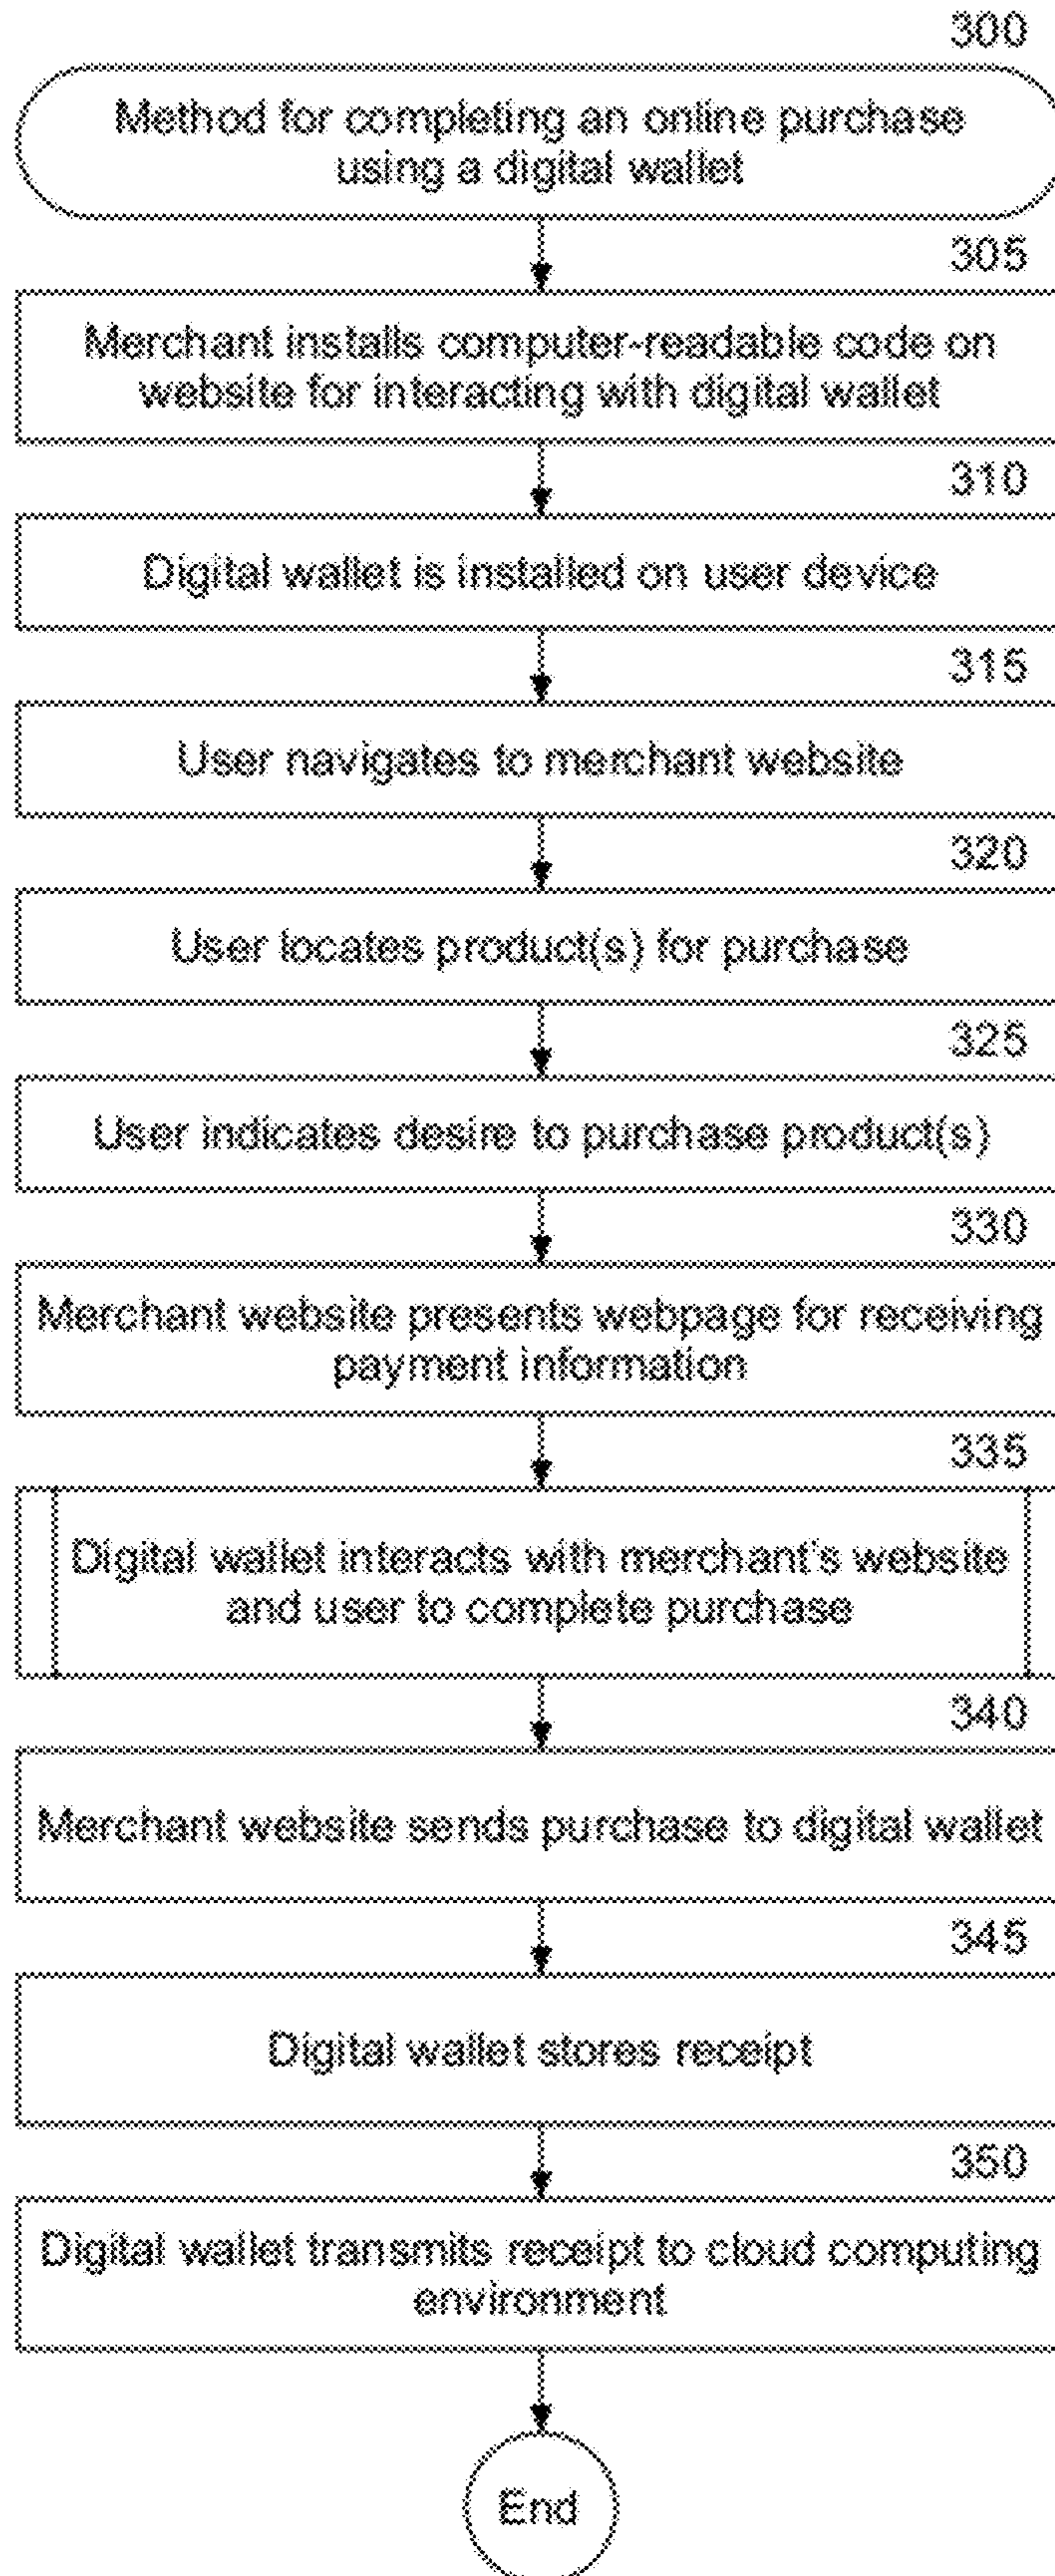 300
Method for completing an online purchase
using a digital wallet
305
Merchant installs computer-readable code on
website for interacting with digital wallet
310
Digital wallet is installed on user device
315
User navigates to merchant website
320
User locates product(s) for purchase
325
User indicates desire to purchase product(s)
330
Merchant website presents webpage for receiving
payment information
335
Digital wallet interacts with merchant's website
and user to complete purchase
340
Merchant website sends purchase to digital wallet
345
Digital wallet stores receipt
350
Digital wallet transmits receipt to cloud computing
environment
End